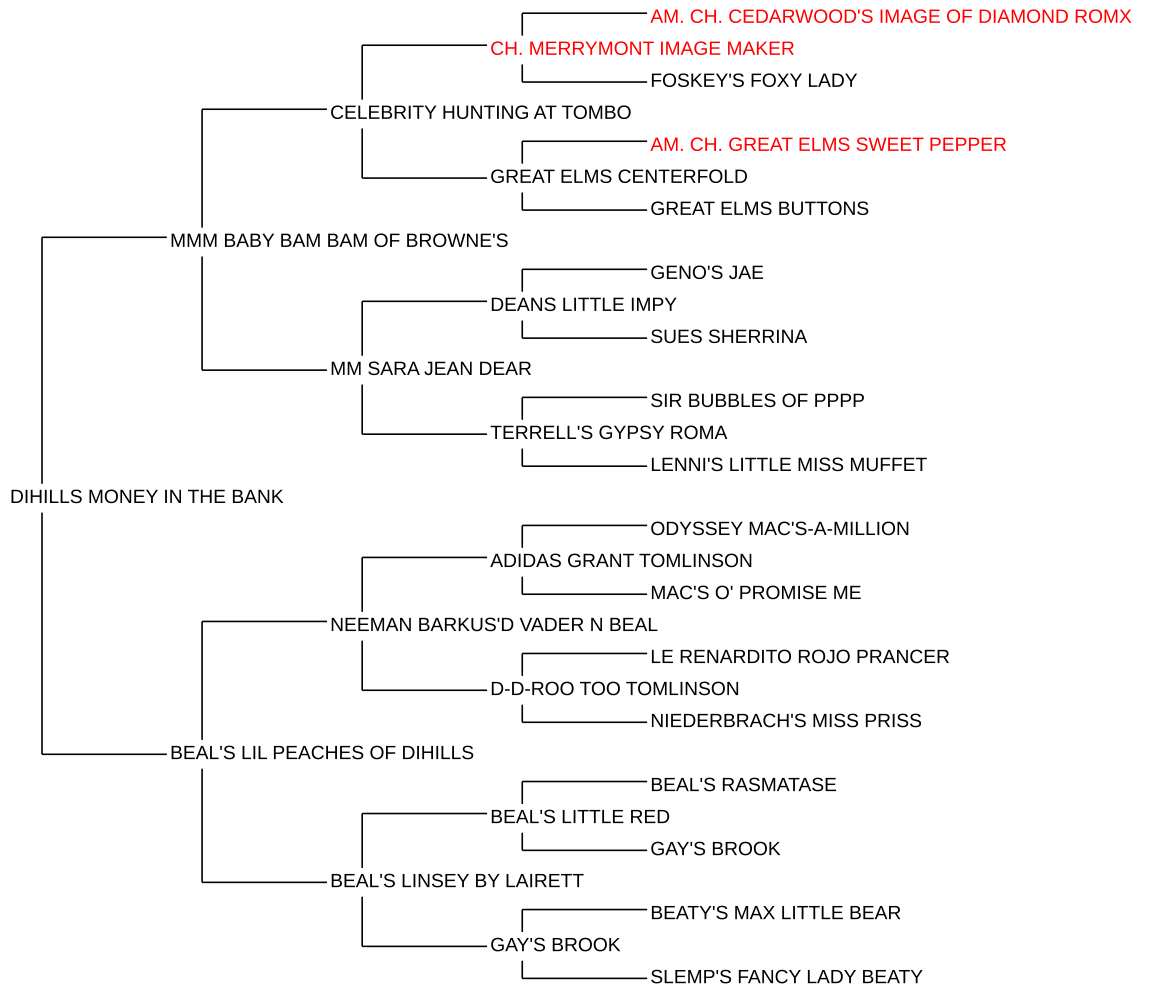 AM. CH. CEDARWOOD'S IMAGE OF DIAMOND ROMX
CH. MERRYMONT IMAGE MAKER
FOSKEY'S FOXY LADY
CELEBRITY HUNTING AT TOMBO
AM. CH. GREAT ELMS SWEET PEPPER
GREAT ELMS CENTERFOLD
GREAT ELMS BUTTONS
MMM BABY BAM BAM OF BROWNE'S
GENO'S JAE
DEANS LITTLE IMPY
SUES SHERRINA
MM SARA JEAN DEAR
SIR BUBBLES OF PPPP
TERRELL'S GYPSY ROMA
LENNI'S LITTLE MISS MUFFET
DIHILLS MONEY IN THE BANK
ODYSSEY MAC'S-A-MILLION
ADIDAS GRANT TOMLINSON
MAC'S O' PROMISE ME
NEEMAN BARKUS'D VADER N BEAL
LE RENARDITO ROJO PRANCER
D-D-ROO TOO TOMLINSON
NIEDERBRACH'S MISS PRISS
BEAL'S LIL PEACHES OF DIHILLS
BEAL'S RASMATASE
BEAL'S LITTLE RED
GAY'S BROOK
BEAL'S LINSEY BY LAIRETT
BEATY'S MAX LITTLE BEAR
GAY'S BROOK
SLEMP'S FANCY LADY BEATY